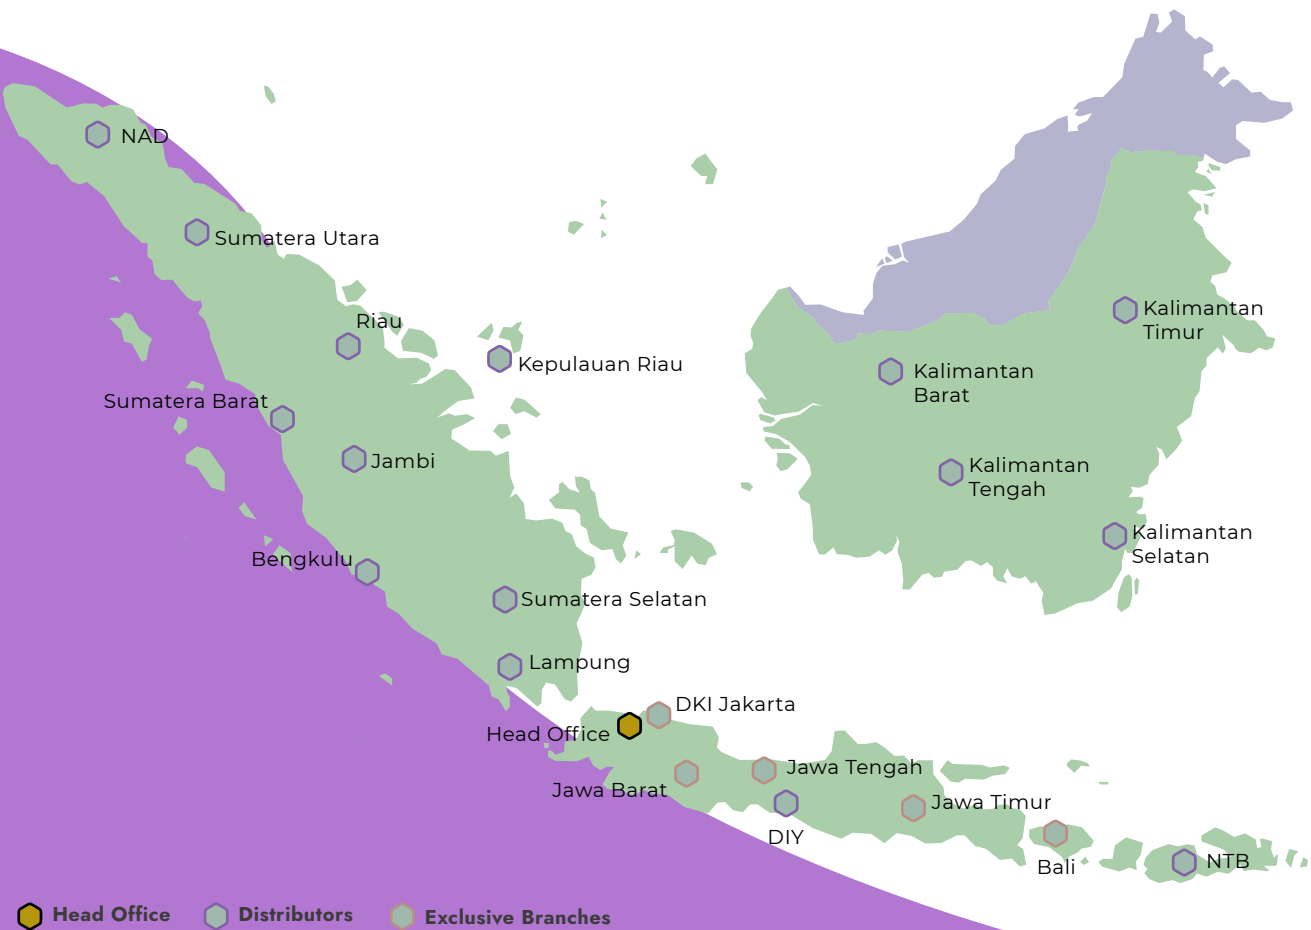 NAD
Sumatera Utara
Riau
Kepulauan Riau
Sumatera Barat
Jambi
Bengkulu
Sumatera Selatan
Lampung
Kalimantan
Timur
Kalimantan
Barat
Kalimantan
Tengah
Kalimantan
Selatan
DKI Jakarta
Head Office
Jawa Barat
Jawa Tengah
DIY
Jawa Timur
Bali
NTB
Head Office
Distributors
Exclusive Branches